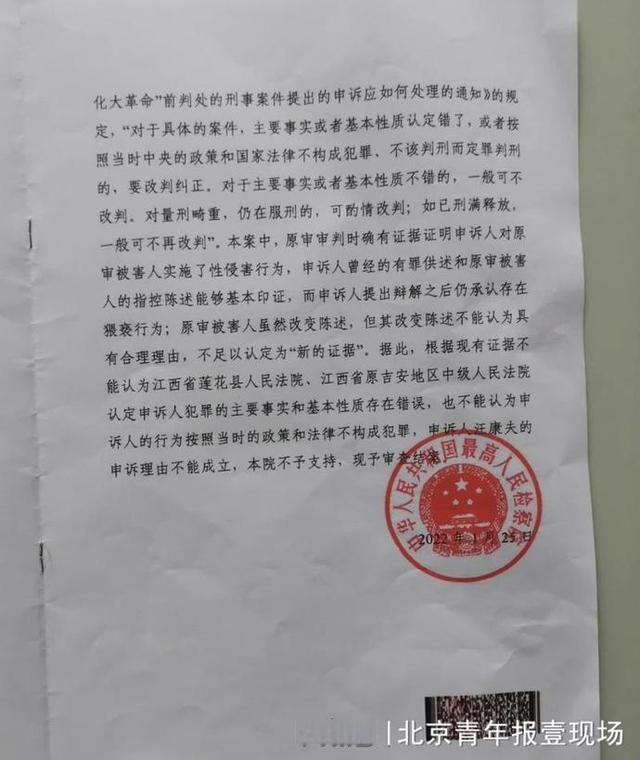 化大革命”前判处的刑事案件提出的申诉应如何处理的通知》的规
定，“对于具体的案件，主要事实或者基本性质认定错了，或者按
照当时中央的政策和国家法律不构成犯罪、不该判刑而定罪判刑
的，要改判纠正。对于主要事实或者基本性质不错的，一般可不
改判。对量刑畸重，仍在服刑的，可酌情改判；如已刑满释放，
一般可不再改判”。本案中，原审审判时确有证据证明申诉人对原
审被害人实施了性侵害行为，申诉人曾经的有罪供述和原审被害
人的指控陈述能够基本印证，而申诉人提出辩解之后仍承认存在
猥亵行为；原审被害人虽然改变陈述，但其改变陈述不能认为具
有合理理由，不足以认定为“新的证据”。据此，根据现有证据不
能认为江西省莲花县人民法院、江西省原吉安地区中级人民法院
认定申诉人犯罪的主要事实和基本性质存在错误，也不能认为申
诉人的行为按照当时的政策和法律不构成犯罪，申诉人汪康夫的
申诉理由不能成立，本院不予支持，现予审查结案。
中华人民共和国最高人民检察院
2022年1月25日
北京青年报壹现场